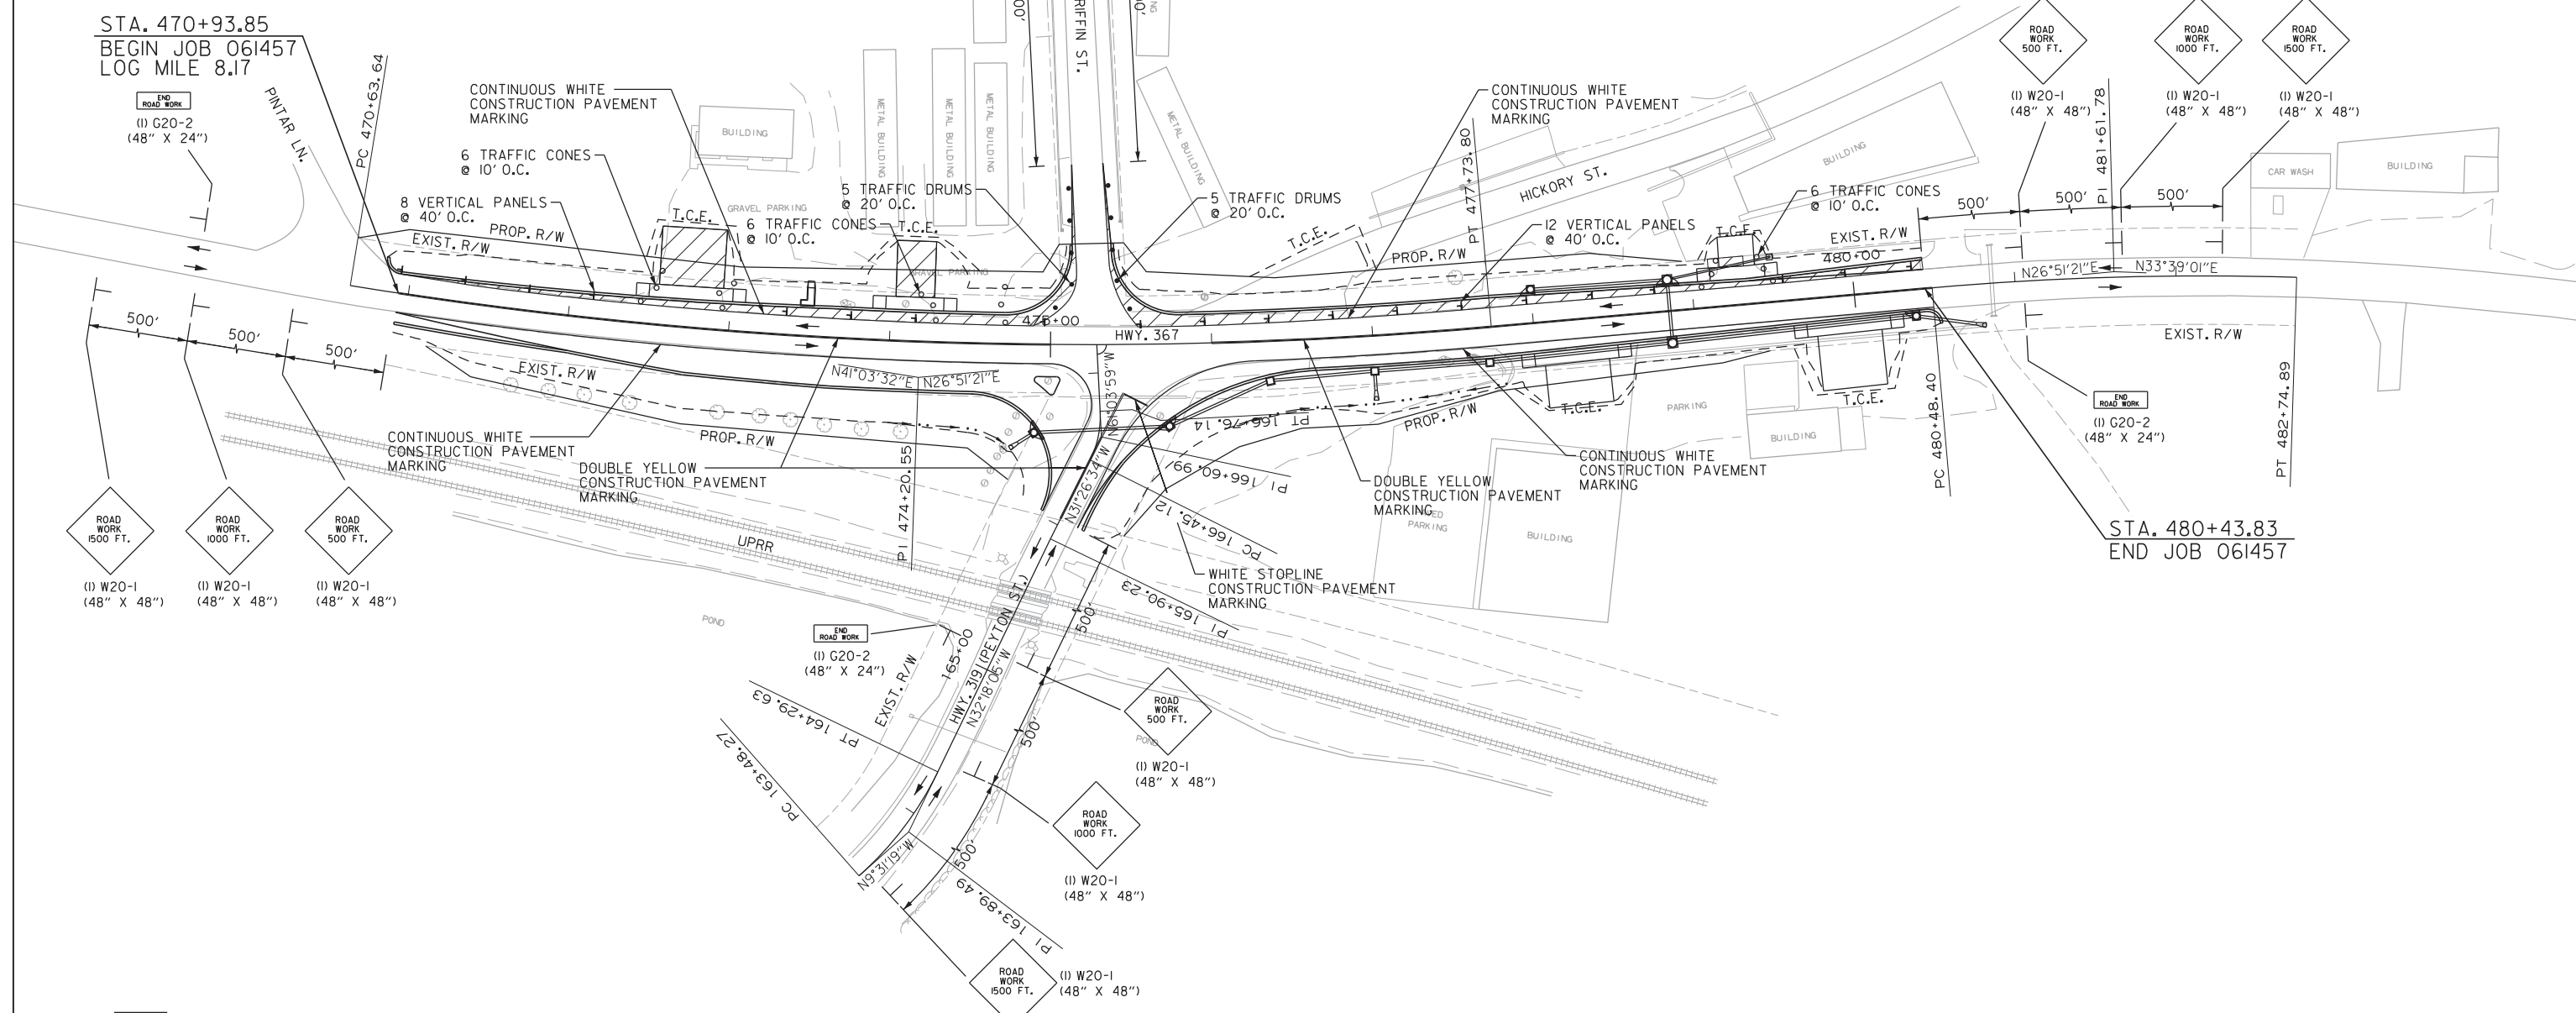 STA. 470+93.85
BEGIN JOB 061457
LOG MILE 8.17
END
ROAD WORK
(1) G20-2
(48" X 24")
PINTAR LN.
PC 470+63.64
CONTINUOUS WHITE
CONSTRUCTION PAVEMENT
MARKING
6 TRAFFIC CONES
@ 10' O.C.
8 VERTICAL PANELS
@ 40' O.C.
PROP. R/W
EXIST. R/W
BUILDING
T.C.E.
GRAVEL PARKING
METAL BUILDING
METAL BUILDING
METAL BUILDING
5 TRAFFIC DRUMS
@ 20' O.C.
6 TRAFFIC CONES
@ 10' O.C.
T.C.E.
GRAVEL PARKING
00'
RIFFIN ST.
00'
METAL BUILDING
5 TRAFFIC DRUMS
@ 20' O.C.
T.C.E.
CONTINUOUS WHITE
CONSTRUCTION PAVEMENT
MARKING
PT 477+73.80
HICKORY ST.
12 VERTICAL PANELS
@ 40' O.C.
PROP. R/W
BUILDING
6 TRAFFIC CONES
@ 10' O.C.
T.C.E.
EXIST. R/W
480+00
ROAD
WORK
500 FT.
(1) W20-1
(48" X 48")
ROAD
WORK
1000 FT.
(1) W20-1
(48" X 48")
ROAD
WORK
1500 FT.
(1) W20-1
(48" X 48")
PI 481+61.78
500'
500'
500'
CAR WASH
BUILDING
N26°51'21"E
N33°39'01"E
475+00
HWY. 367
500'
500'
500'
EXIST. R/W
N41°03'32"E
N26°51'21"E
N61°03'59"W
EXIST. R/W
PROP. R/W
CONTINUOUS WHITE
CONSTRUCTION PAVEMENT
MARKING
DOUBLE YELLOW
CONSTRUCTION PAVEMENT
MARKING
PI 474+20.55
PT 166+76.14
PI 166+60.99
PC 166+45.12
N31°26'34"W
PROP. R/W
T.C.E.
PARKING
BUILDING
T.C.E.
DOUBLE YELLOW
CONSTRUCTION PAVEMENT
MARKING
CONTINUOUS WHITE
CONSTRUCTION PAVEMENT
MARKING
PARKING
BUILDING
PC 480+48.40
END
ROAD WORK
(1) G20-2
(48" X 24")
PT 482+74.89
STA. 480+43.83
END JOB 061457
ROAD
WORK
1500 FT.
(1) W20-1
(48" X 48")
ROAD
WORK
1000 FT.
(1) W20-1
(48" X 48")
ROAD
WORK
500 FT.
(1) W20-1
(48" X 48")
UPRR
POND
WHITE STOPLINE
CONSTRUCTION PAVEMENT
MARKING
PI 165+90.23
500'
END
ROAD WORK
(1) G20-2
(48" X 24")
165+00
EXIST. R/W
HWY. 319 (PEYTON ST.)
N32°18'06"W
PT 164+29.63
PC 163+48.27
500'
POND
ROAD
WORK
500 FT.
(1) W20-1
(48" X 48")
ROAD
WORK
1000 FT.
(1) W20-1
(48" X 48")
N9°31'19"W
500'
PI 163+89.49
ROAD
WORK
1500 FT.
(1) W20-1
(48" X 48")